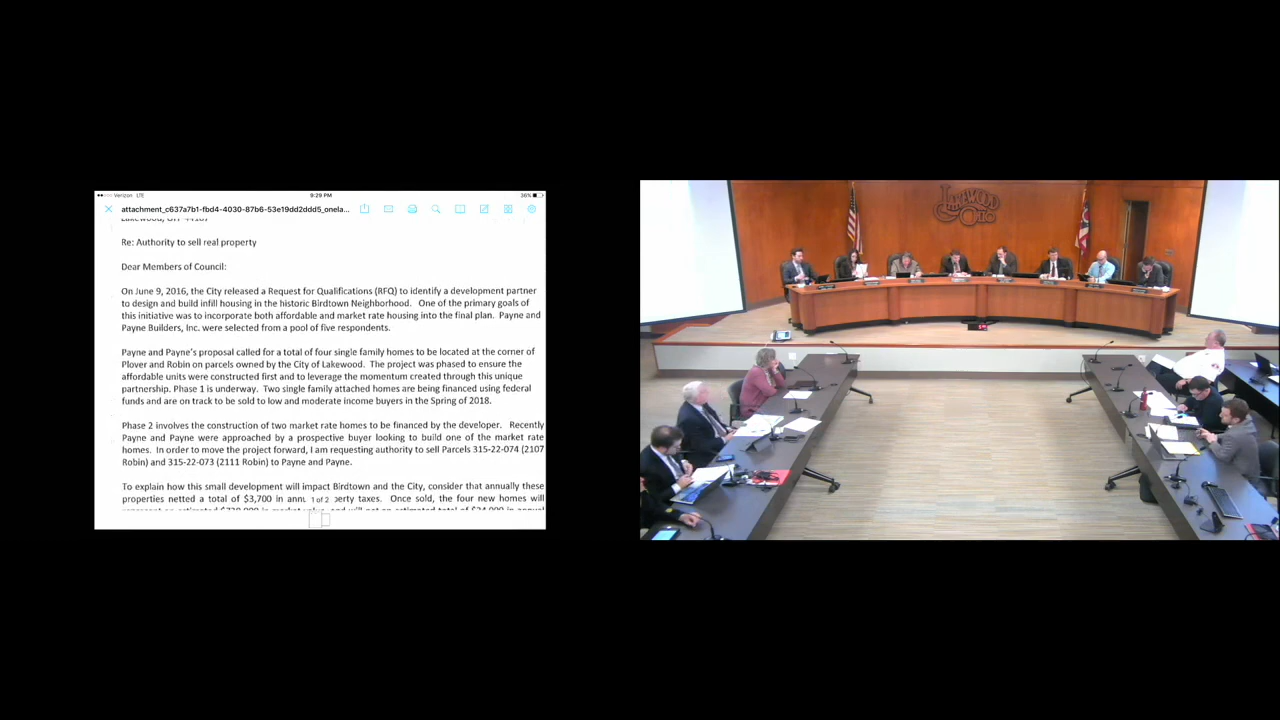 Verizon LTE
9:29 PM
36%
attachment_c637a7b1-fbd4-4030-87b6-53e19dd2ddd5_onela...
Lakewood, OH 44107
Re: Authority to sell real property
Dear Members of Council:
On June 9, 2016, the City released a Request for Qualifications (RFQ) to identify a development partner
to design and build infill housing in the historic Birdtown Neighborhood. One of the primary goals of
this initiative was to incorporate both affordable and market rate housing into the final plan. Payne and
Payne Builders, Inc. were selected from a pool of five respondents.
Payne and Payne's proposal called for a total of four single family homes to be located at the corner of
Plover and Robin on parcels owned by the City of Lakewood. The project was phased to ensure the
affordable units were constructed first and to leverage the momentum created through this unique
partnership. Phase 1 is underway. Two single family attached homes are being financed using federal
funds and are on track to be sold to low and moderate income buyers in the Spring of 2018.
Phase 2 involves the construction of two market rate homes to be financed by the developer. Recently
Payne and Payne were approached by a prospective buyer looking to build one of the market rate
homes. In order to move the project forward, I am requesting authority to sell Parcels 315-22-074 (2107
Robin) and 315-22-073 (2111 Robin) to Payne and Payne.
To explain how this small development will impact Birdtown and the City, consider that annually these
properties netted a total of $3,700 in annu 1 of 2 perty taxes. Once sold, the four new homes will
LAKEWOOD
OHIO